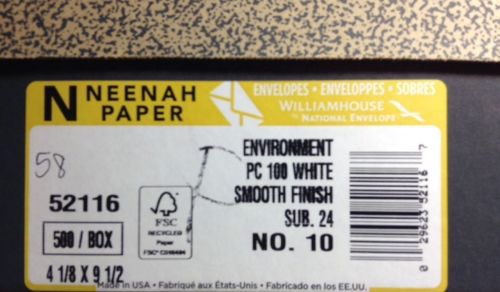 N NEENAH PAPER
ENVELOPES • ENVELOPPES • SOBRES
WILLIAMHOUSE
by NATIONAL ENVELOPE
58
52116
500 / BOX
4 1/8 X 9 1/2
FSC
RECYCLED
Paper
ENVIRONMENT
PC 100 WHITE
SMOOTH FINISH
SUB. 24
NO. 10
0 29623 52116 7
Made in USA • Fabriqué aux États-Unis • Fabricado en los EE.UU.